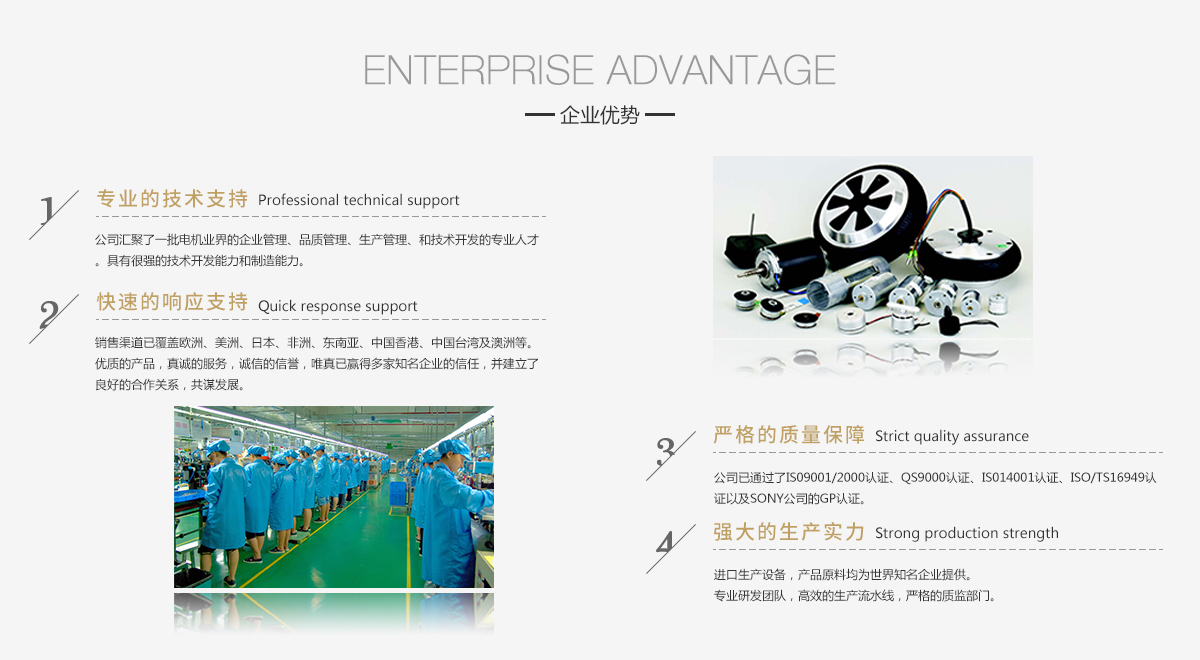 ENTERPRISE ADVANTAGE
企业优势
1
专业的技术支持 Professional technical support
公司汇聚了一批电机业界的企业管理、品质管理、生产管理、和技术开发的专业人才
。具有很强的技术开发能力和制造能力。
2
快速的响应支持 Quick response support
销售渠道已覆盖欧洲、美洲、日本、非洲、东南亚、中国香港、中国台湾及澳洲等。
优质的产品，真诚的服务，诚信的信誉，唯真已赢得多家知名企业的信任，并建立了
良好的合作关系，共谋发展。
3
严格的质量保障 Strict quality assurance
公司已通过了IS09001/2000认证、QS9000认证、IS014001认证、ISO/TS16949认
证以及SONY公司的GP认证。
4
强大的生产实力 Strong production strength
进口生产设备，产品原料均为世界知名企业提供。
专业研发团队，高效的生产流水线，严格的质监部门。